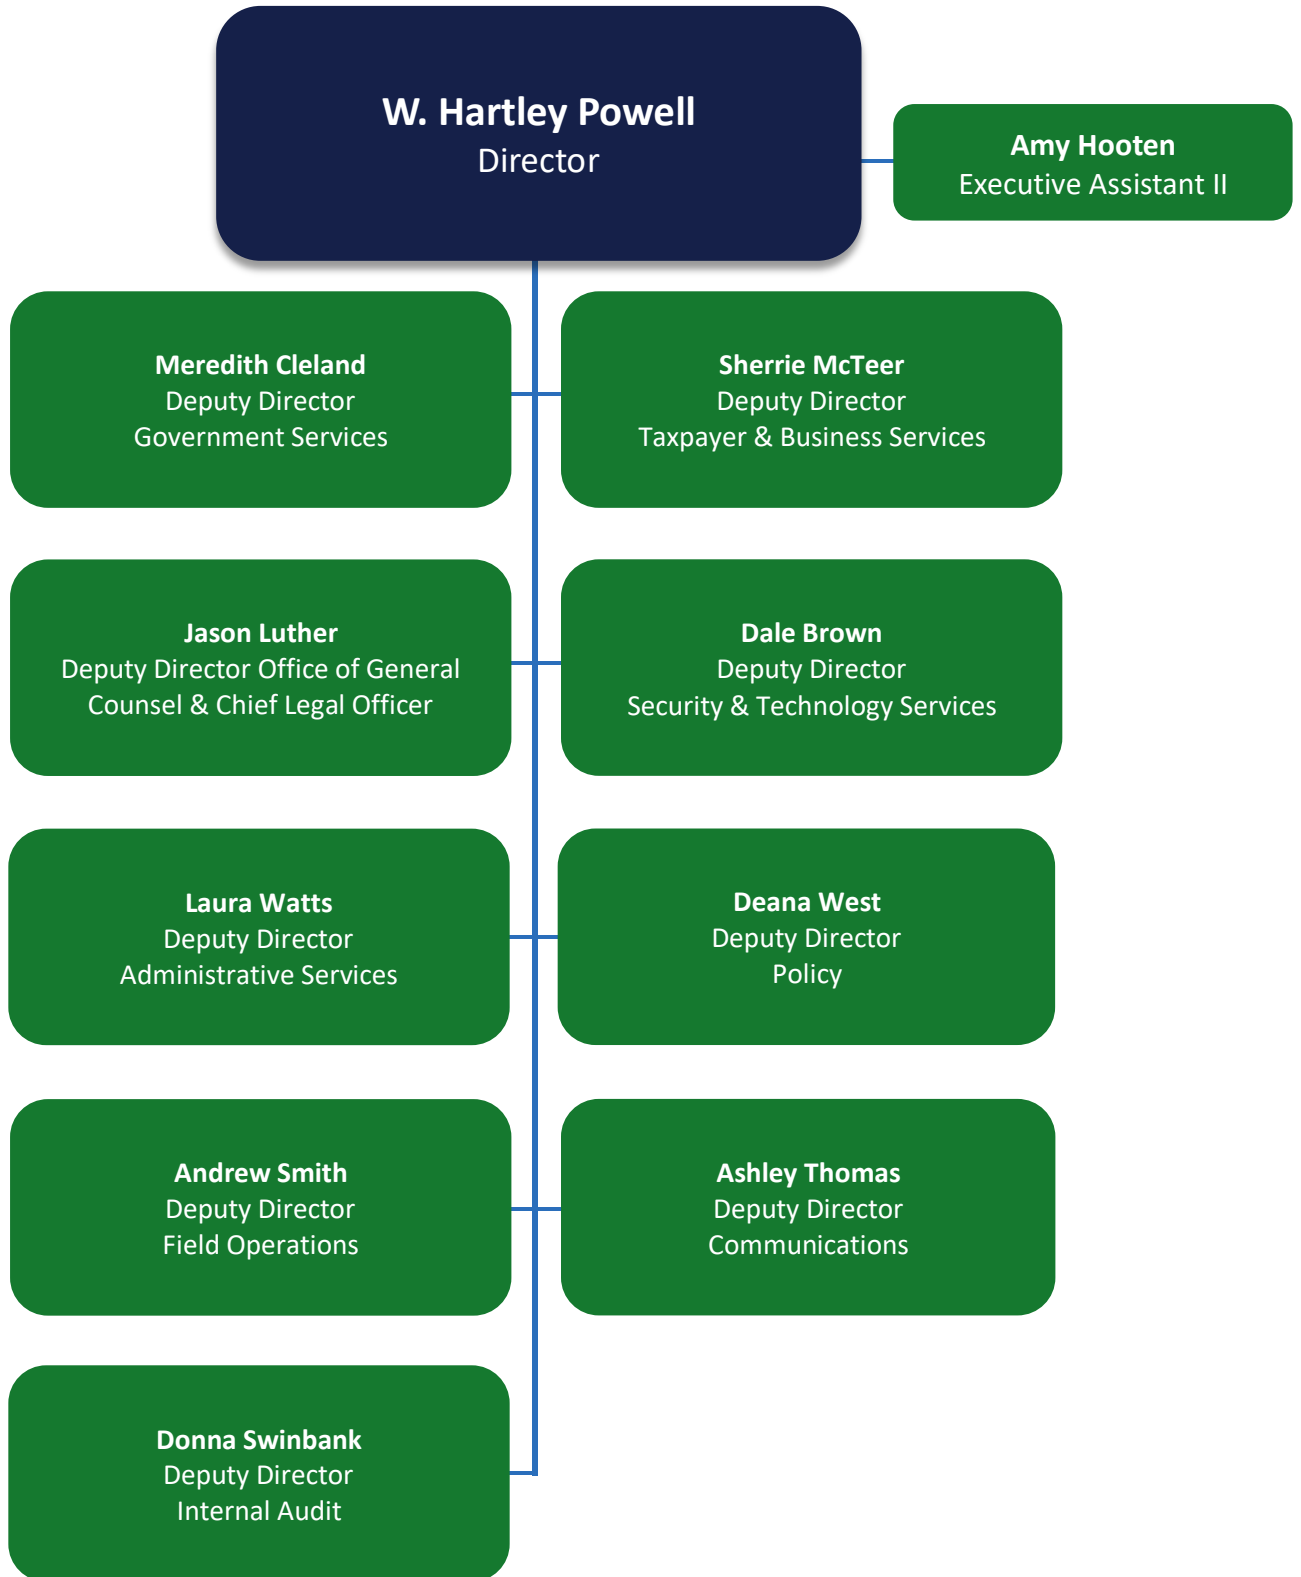 W. Hartley Powell
Director
Amy Hooten
Executive Assistant II
Meredith Cleland
Deputy Director
Government Services
Sherrie McTeer
Deputy Director
Taxpayer & Business Services
Jason Luther
Deputy Director Office of General
Counsel & Chief Legal Officer
Dale Brown
Deputy Director
Security & Technology Services
Laura Watts
Deputy Director
Administrative Services
Deana West
Deputy Director
Policy
Andrew Smith
Deputy Director
Field Operations
Ashley Thomas
Deputy Director
Communications
Donna Swinbank
Deputy Director
Internal Audit